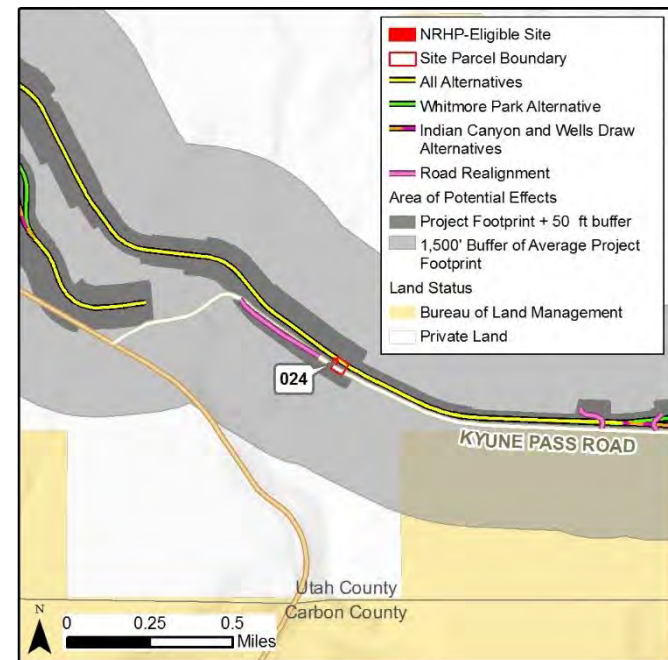 NRHP-Eligible Site
Site Parcel Boundary
All Alternatives
Whitmore Park Alternative
Indian Canyon and Wells Draw
Alternatives
Road Realignment
Area of Potential Effects
Project Footprint + 50 ft buffer
1,500' Buffer of Average Project
Footprint
Land Status
Bureau of Land Management
Private Land
024
KYUNE PASS ROAD
Utah County
Carbon County
N
0 0.25 0.5
Miles